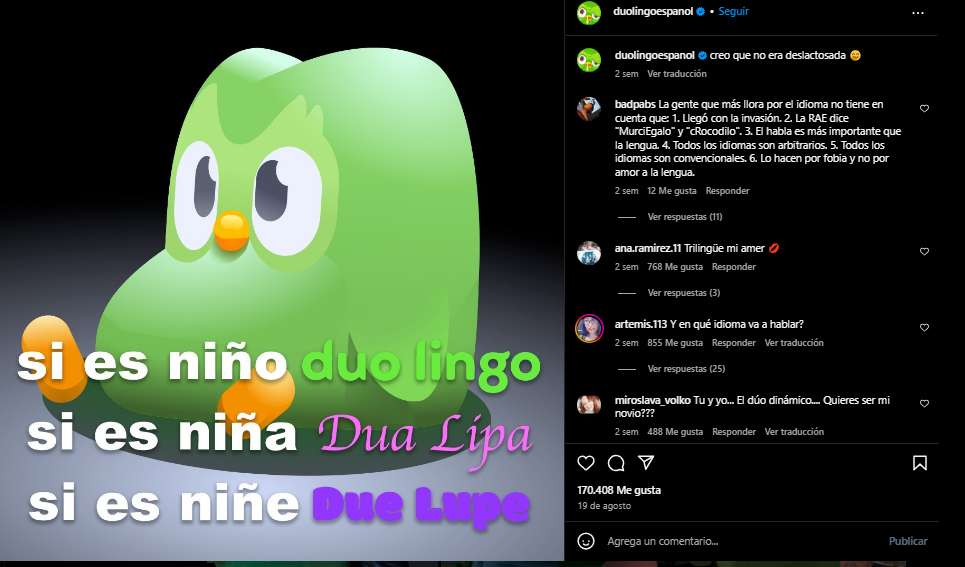 si es niño duo lingo
si es niña Dua Lipa
si es niñe Due Lupe
duolingoespanol • Seguir
duolingoespanol creo que no era deslactosada 🤭
2 sem Ver traducción
badpabs La gente que más llora por el idioma no tiene en
cuenta que: 1. Llegó con la invasión. 2. La RAE dice
"MurciEgalo" y "cRocodilo". 3. El habla es más importante que
la lengua. 4. Todos los idiomas son arbitrarios. 5. Todos los
idiomas son convencionales. 6. Lo hacen por fobia y no por
amor a la lengua.
2 sem 12 Me gusta Responder
Ver respuestas (11)
ana.ramirez.11 Trilingüe mi amer 💋
2 sem 768 Me gusta Responder
Ver respuestas (3)
artemis.113 Y en qué idioma va a hablar?
2 sem 855 Me gusta Responder Ver traducción
Ver respuestas (25)
miroslava_volko Tu y yo... El dúo dinámico.... Quieres ser mi
novio???
2 sem 488 Me gusta Responder Ver traducción
170.408 Me gusta
19 de agosto
Agrega un comentario... Publicar